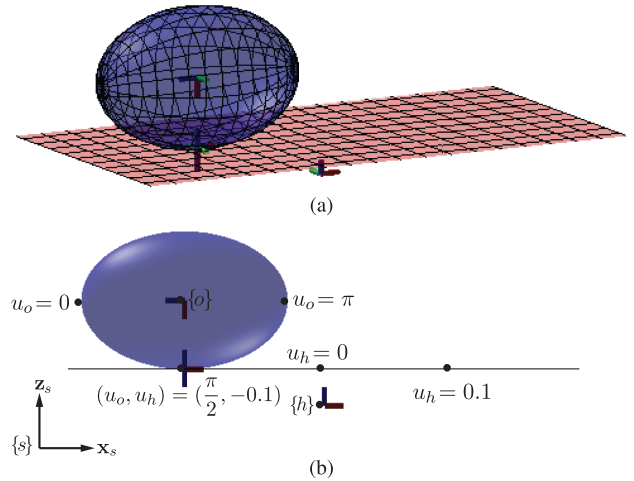 (a)
{o}
u_o = 0
u_o = π
u_h = 0
(u_o, u_h) = (π/2, -0.1)
u_h = 0.1
{h}
z_s
{s}
x_s
(b)